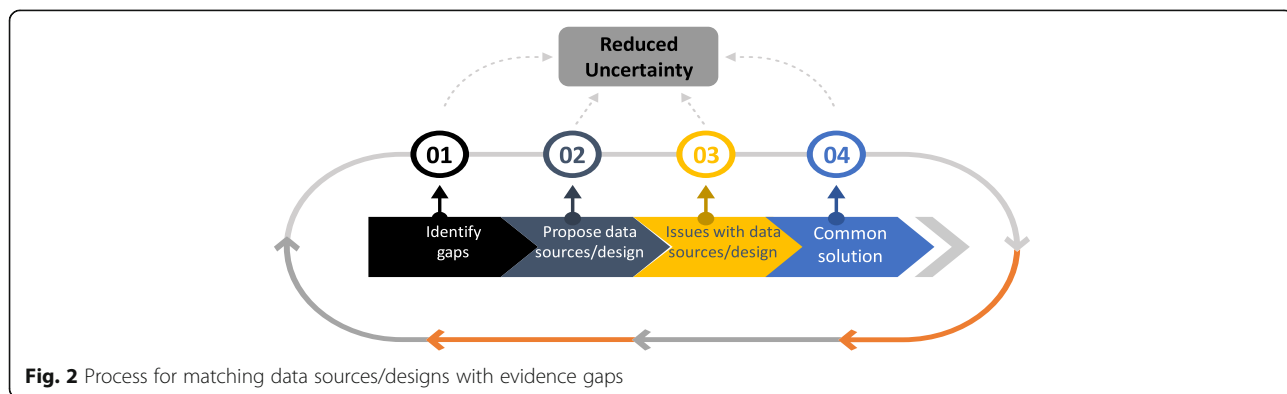 Reduced
Uncertainty
01
02
03
04
Identify
gaps
Propose data
sources/design
Issues with data
sources/design
Common
solution
Fig. 2 Process for matching data sources/designs with evidence gaps